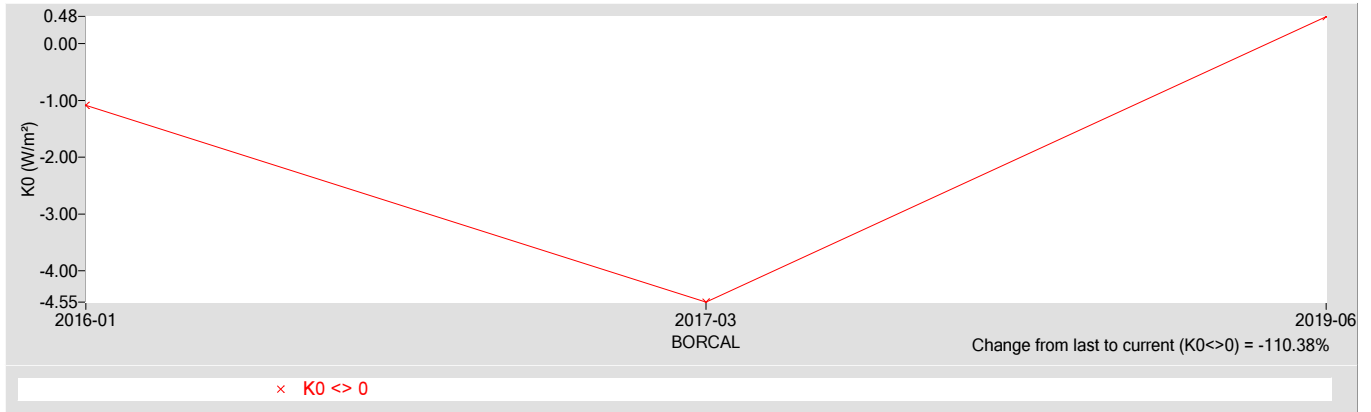 0.48
0.00
-1.00
-2.00
-3.00
-4.00
-4.55
K0 (W/m²)
2016-01 2017-03 2019-06
BORCAL
Change from last to current (K0<>0) = -110.38%
× K0 <> 0